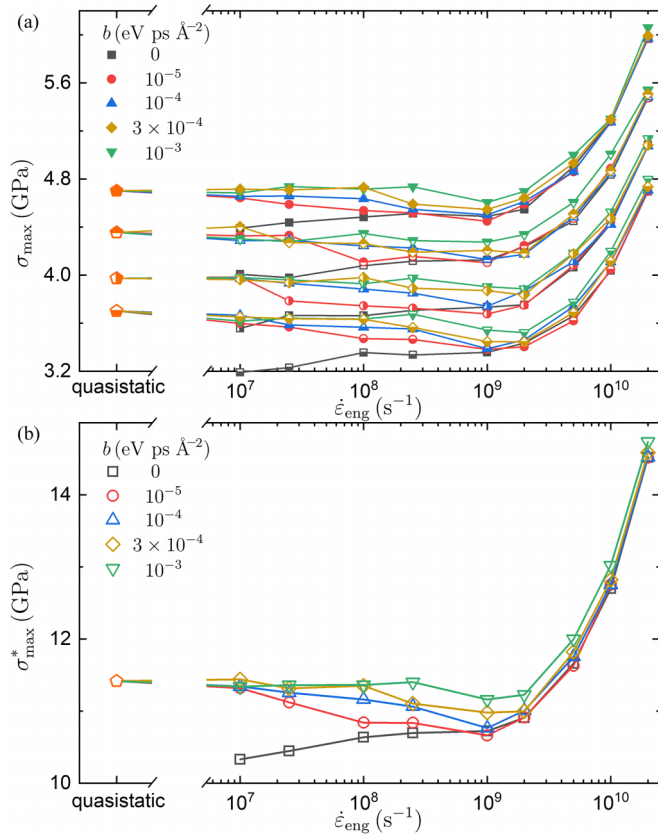 (a)
b (eV ps Å⁻²)
0
10⁻⁵
10⁻⁴
3 × 10⁻⁴
10⁻³
σmax (GPa)
5.6
4.8
4.0
3.2
quasistatic 10⁷ 10⁸ 10⁹ 10¹⁰
ε̇eng (s⁻¹)
(b)
b (eV ps Å⁻²)
0
10⁻⁵
10⁻⁴
3 × 10⁻⁴
10⁻³
σ*max (GPa)
14
12
10
quasistatic 10⁷ 10⁸ 10⁹ 10¹⁰
ε̇eng (s⁻¹)